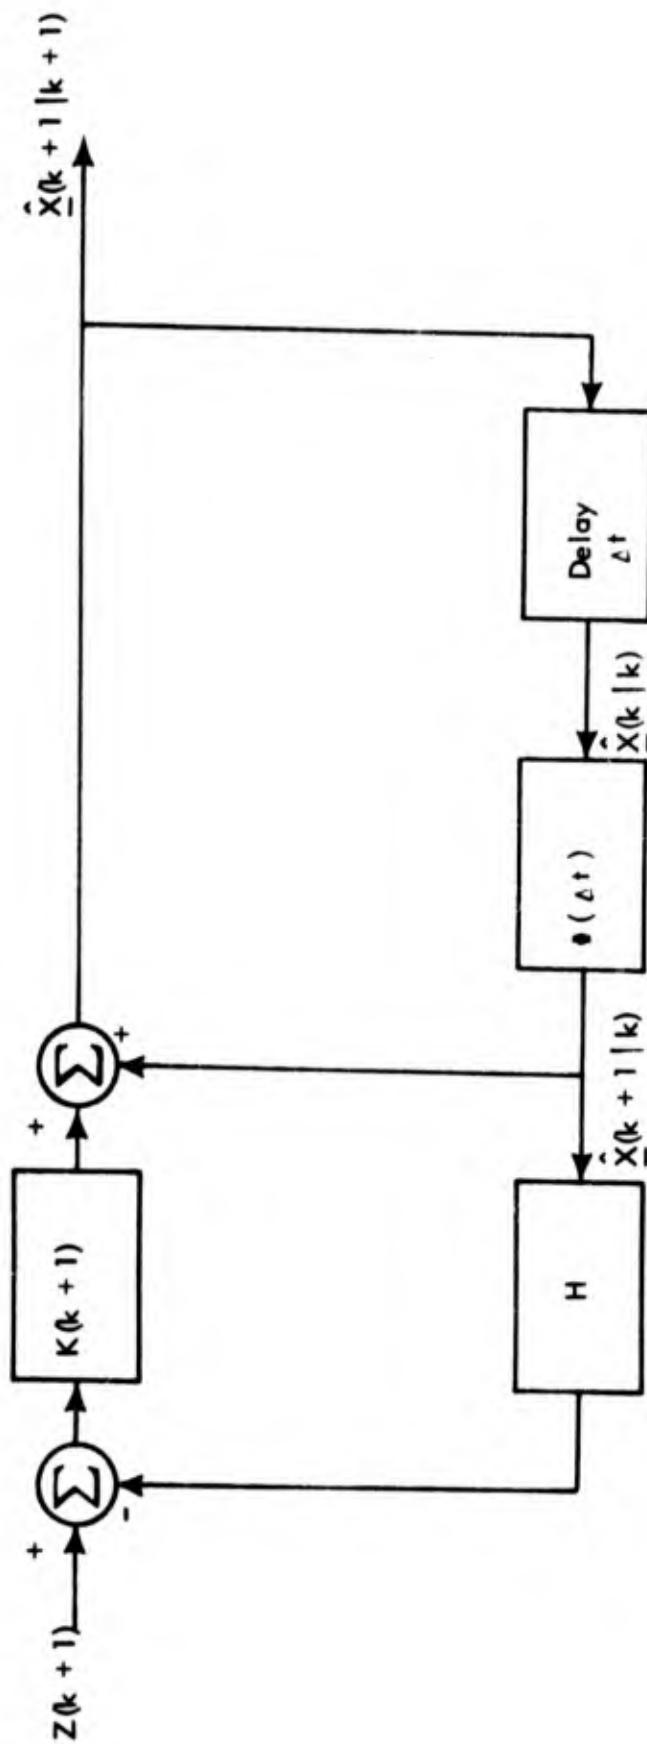 Z(k + 1)
+
-
Σ
K(k + 1)
+
+
Σ
X̲̂(k + 1 | k + 1)
H
X̲̂(k + 1 | k)
Φ(Δt)
X̲̂(k | k)
Delay
Δt